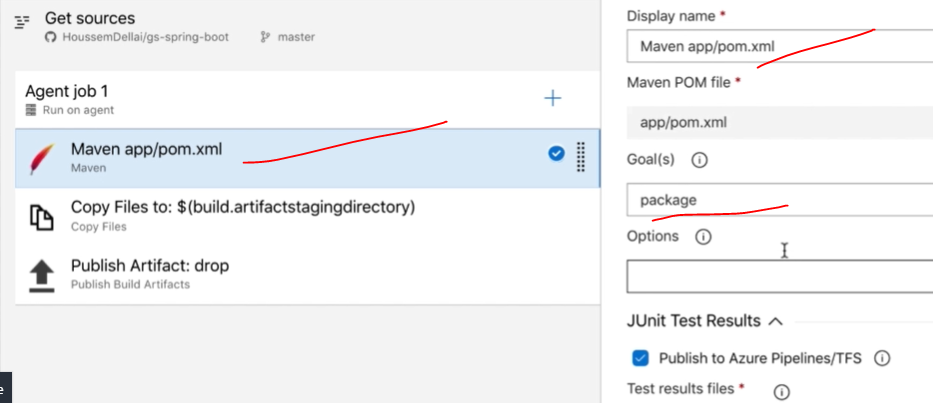 Get sources
HoussemDellai/gs-spring-boot master
Agent job 1
Run on agent
Maven app/pom.xml
Maven
Copy Files to: $(build.artifactstagingdirectory)
Copy Files
Publish Artifact: drop
Publish Build Artifacts
e
Display name *
Maven app/pom.xml
Maven POM file *
app/pom.xml
Goal(s)
package
Options
JUnit Test Results
Publish to Azure Pipelines/TFS
Test results files *